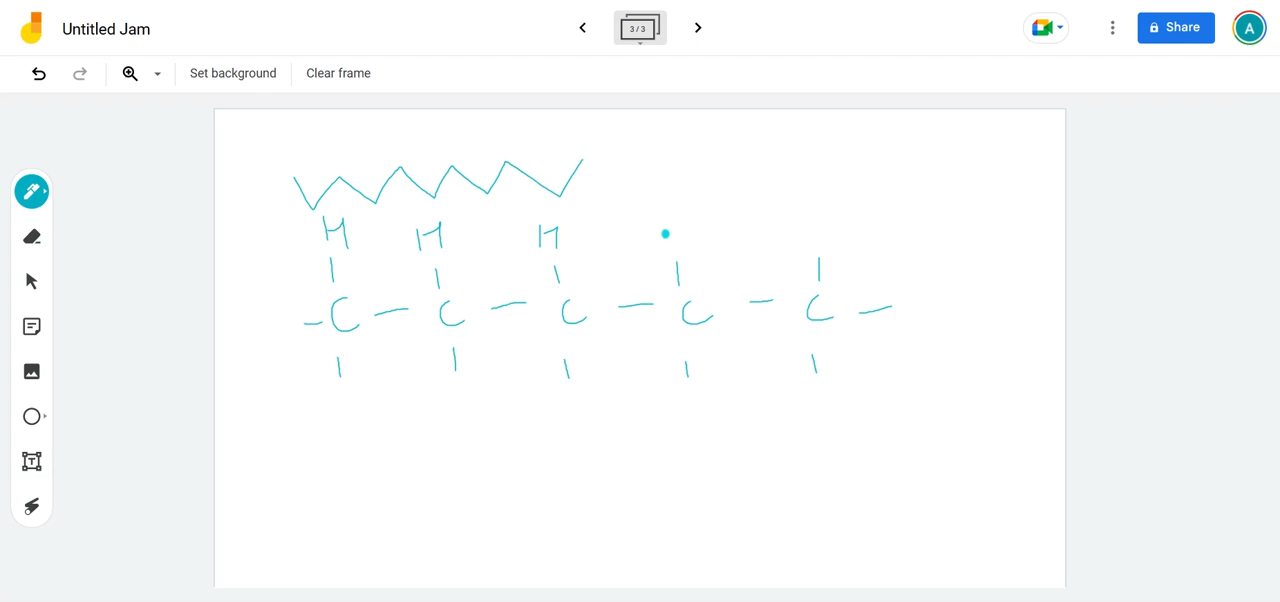 Untitled Jam
3 / 3
Share
A
Set background
Clear frame
H H H
- C - C - C - C - C -